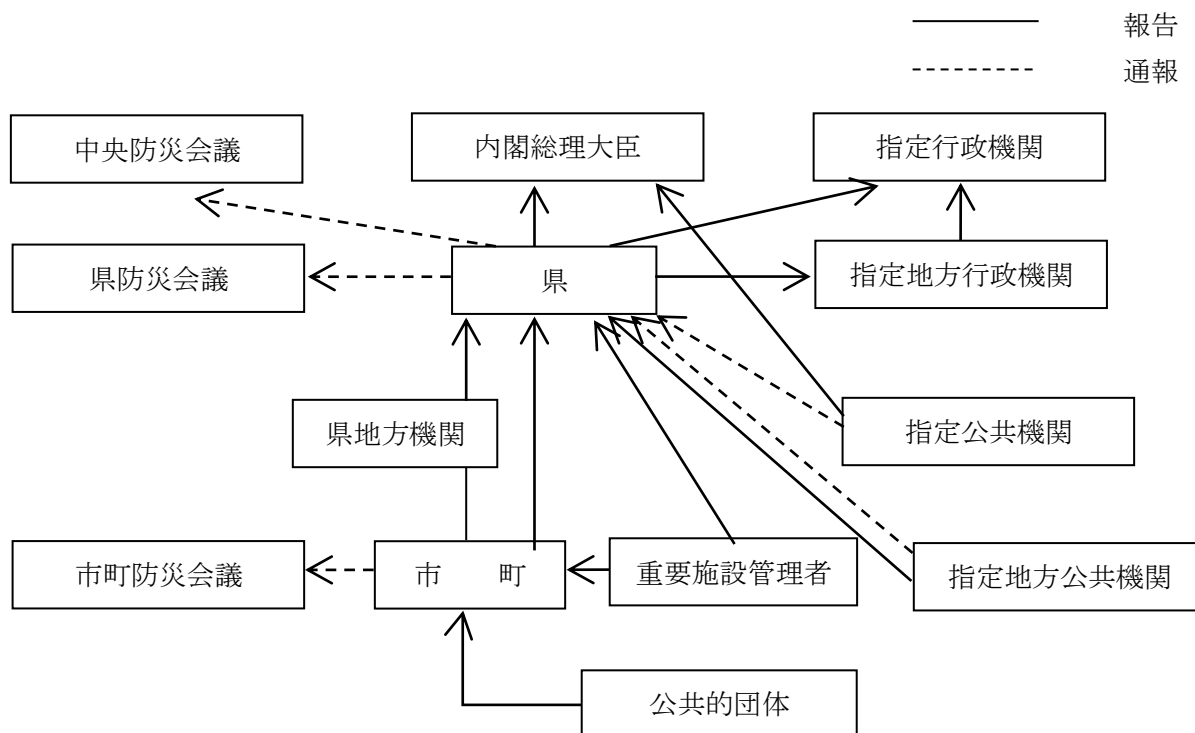 報告
通報
中央防災会議
内閣総理大臣
指定行政機関
県防災会議
県
指定地方行政機関
県地方機関
指定公共機関
市町防災会議
市　町
重要施設管理者
指定地方公共機関
公共的団体